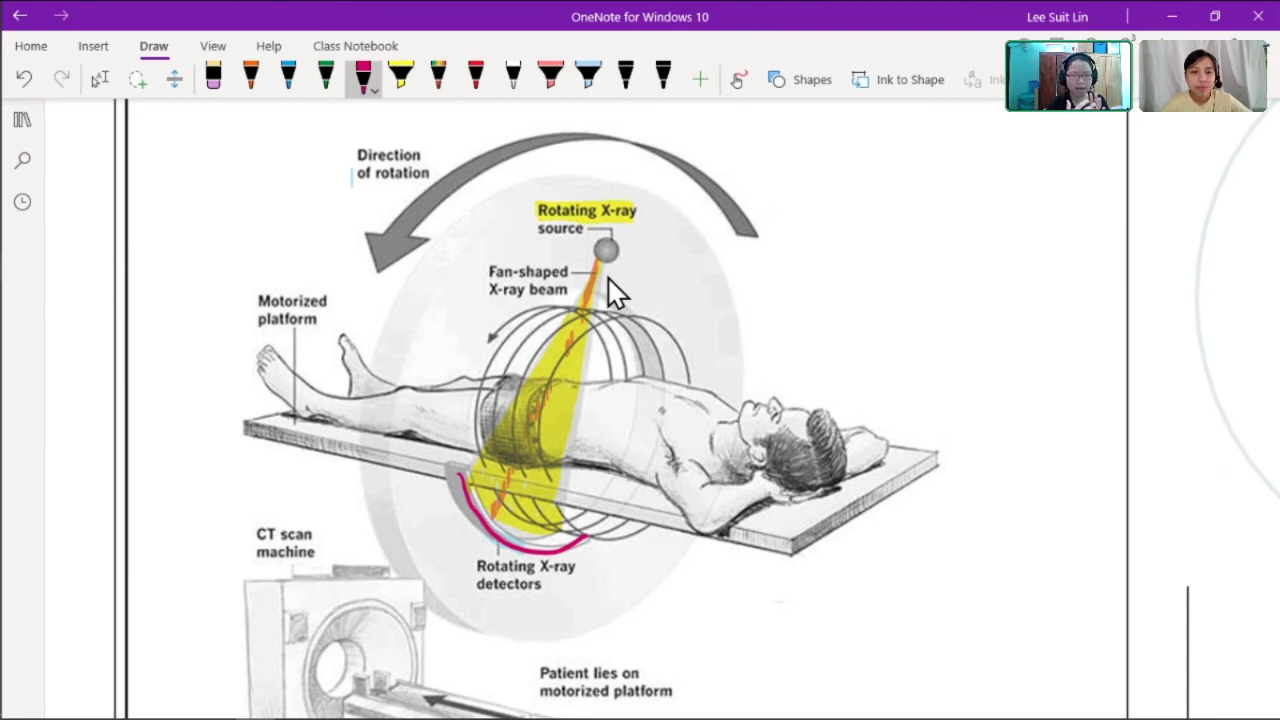 OneNote for Windows 10
Lee Suit Lin
Home
Insert
Draw
View
Help
Class Notebook
Shapes
Ink to Shape
Ink
Direction
of rotation
Rotating X-ray
source
Fan-shaped
X-ray beam
Motorized
platform
CT scan
machine
Rotating X-ray
detectors
Patient lies on
motorized platform